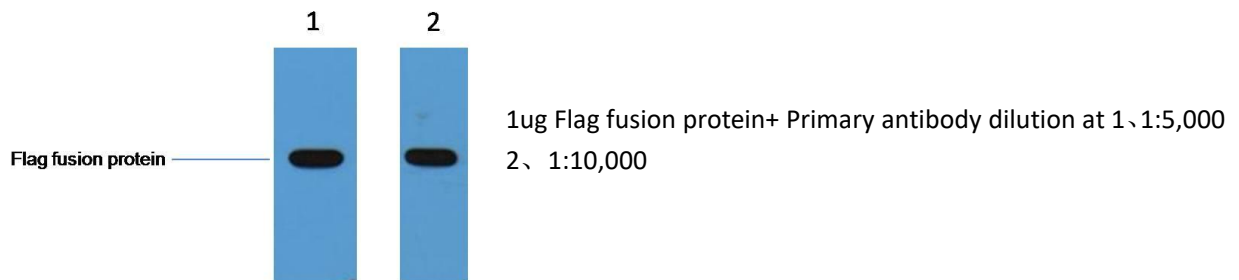 1 2
Flag fusion protein
1ug Flag fusion protein+ Primary antibody dilution at 1、1:5,000
2、 1:10,000